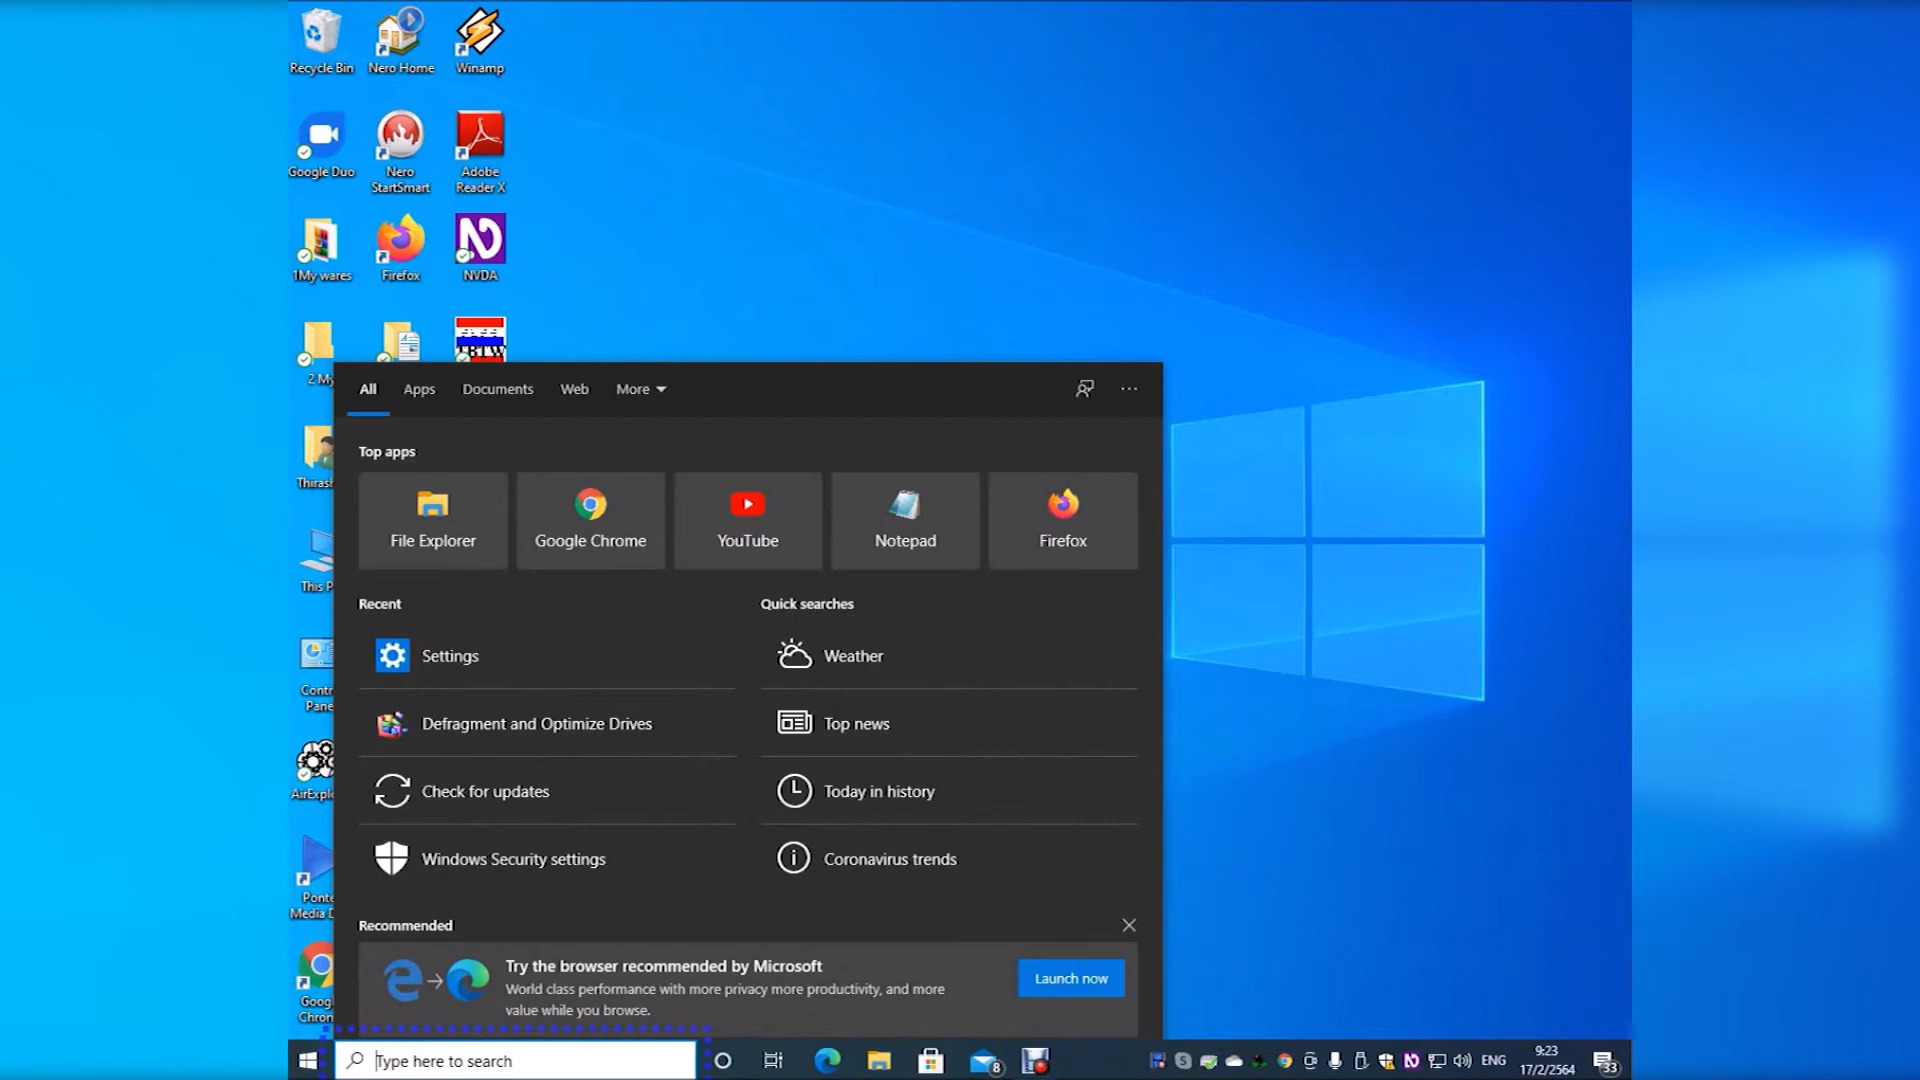 Recycle Bin
Nero Home
Winamp
Google Duo
Nero
StartSmart
Adobe
Reader X
1My wares
Firefox
NVDA
2 My
Thirash
This P
Contr
Pane
AirExplo
Media D
Goog
Chron
All
Apps
Documents
Web
More
Top apps
File Explorer
Google Chrome
YouTube
Notepad
Firefox
Recent
Quick searches
Settings
Weather
Defragment and Optimize Drives
Top news
Check for updates
Today in history
Windows Security settings
Coronavirus trends
Recommended
Try the browser recommended by Microsoft
World class performance with more privacy more productivity, and more
value while you browse.
Launch now
Type here to search
8
ENG
9:23
17/2/2564
33